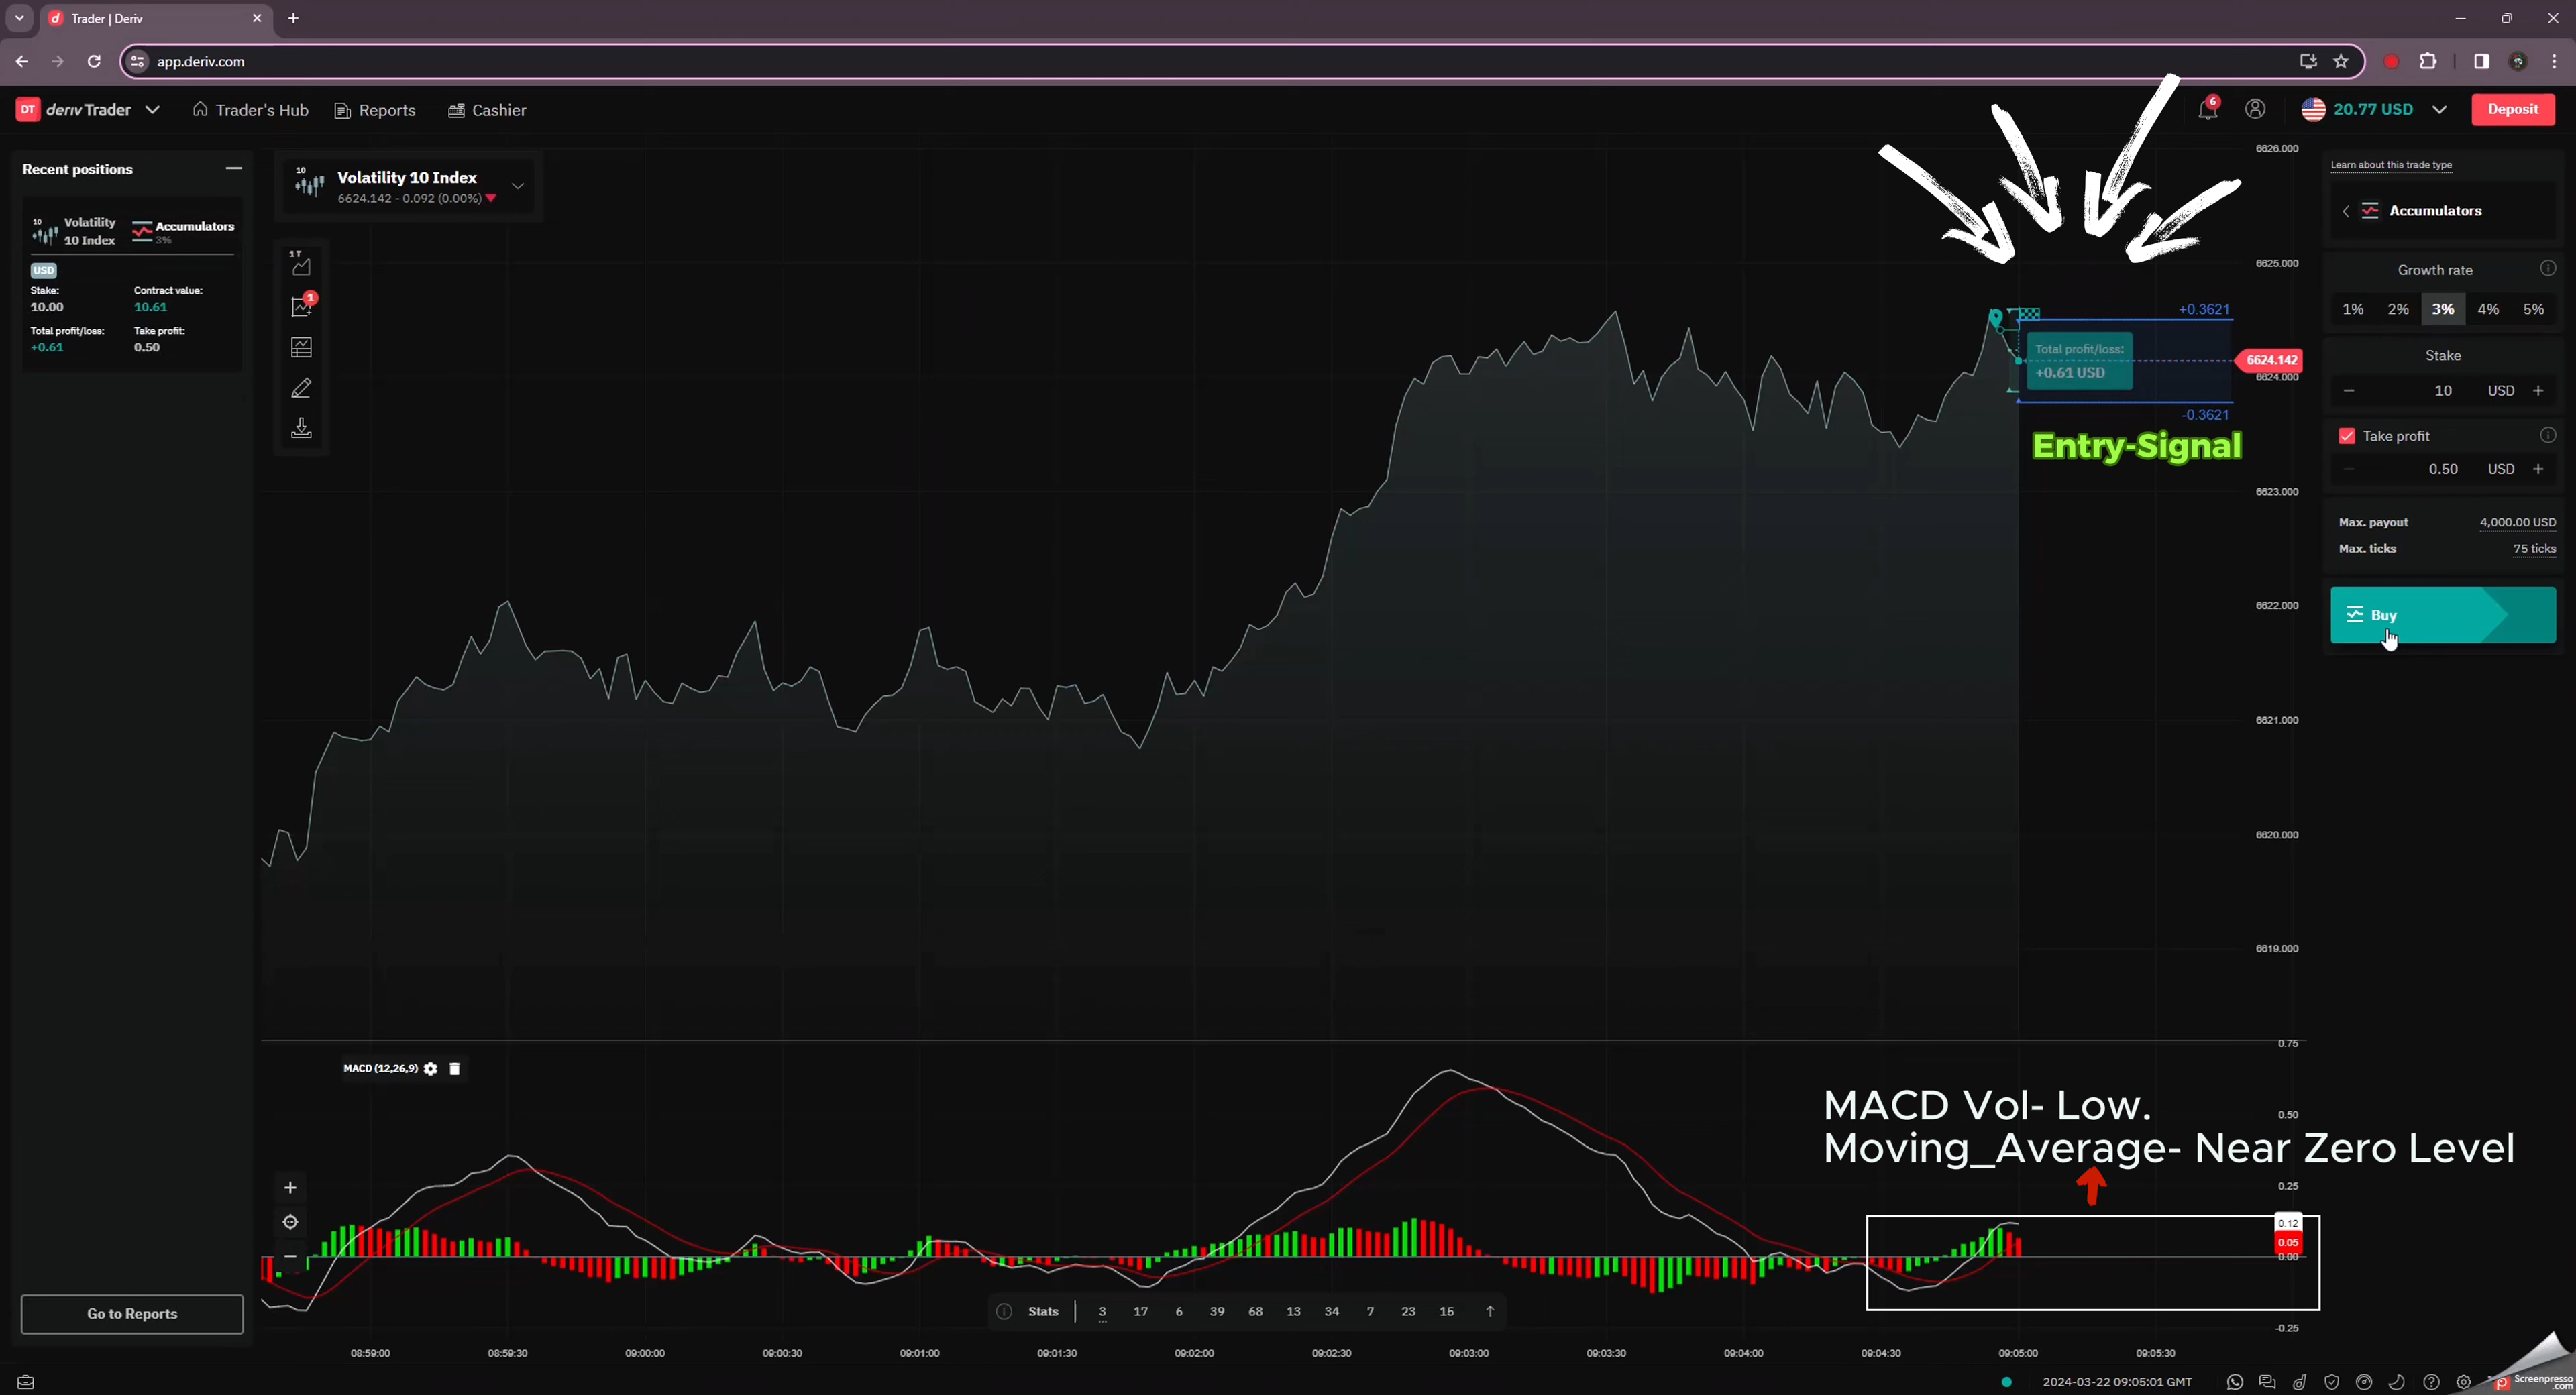 Trader | Deriv
app.deriv.com
DT deriv Trader
Trader's Hub
Reports
Cashier
6
20.77 USD
Deposit
Recent positions
10
Volatility 10 Index
Accumulators
3%
USD
Stake:
10.00
Contract value:
10.61
Total profit/loss:
+0.61
Take profit:
0.50
Go to Reports
10
Volatility 10 Index
6624.142 - 0.092 (0.00%)
1T
1
6626.000
6625.000
6624.142
6624.000
6623.000
6622.000
6621.000
6620.000
6619.000
+0.3621
Total profit/loss:
+0.61 USD
-0.3621
Entry-Signal
Learn about this trade type
Accumulators
Growth rate
1% 2% 3% 4% 5%
Stake
10 USD
Take profit
0.50 USD
Max. payout 4,000.00 USD
Max. ticks 75 ticks
Buy
MACD (12,26,9)
MACD Vol- Low.
Moving_Average- Near Zero Level
0.75
0.50
0.25
0.12
0.05
0.00
-0.25
Stats 3 17 6 39 68 13 34 7 23 15
08:59:00 08:59:30 09:00:00 09:00:30 09:01:00 09:01:30 09:02:00 09:02:30 09:03:00 09:03:30 09:04:00 09:04:30 09:05:00 09:05:30
2024-03-22 09:05:01 GMT
Screenpresso
.com